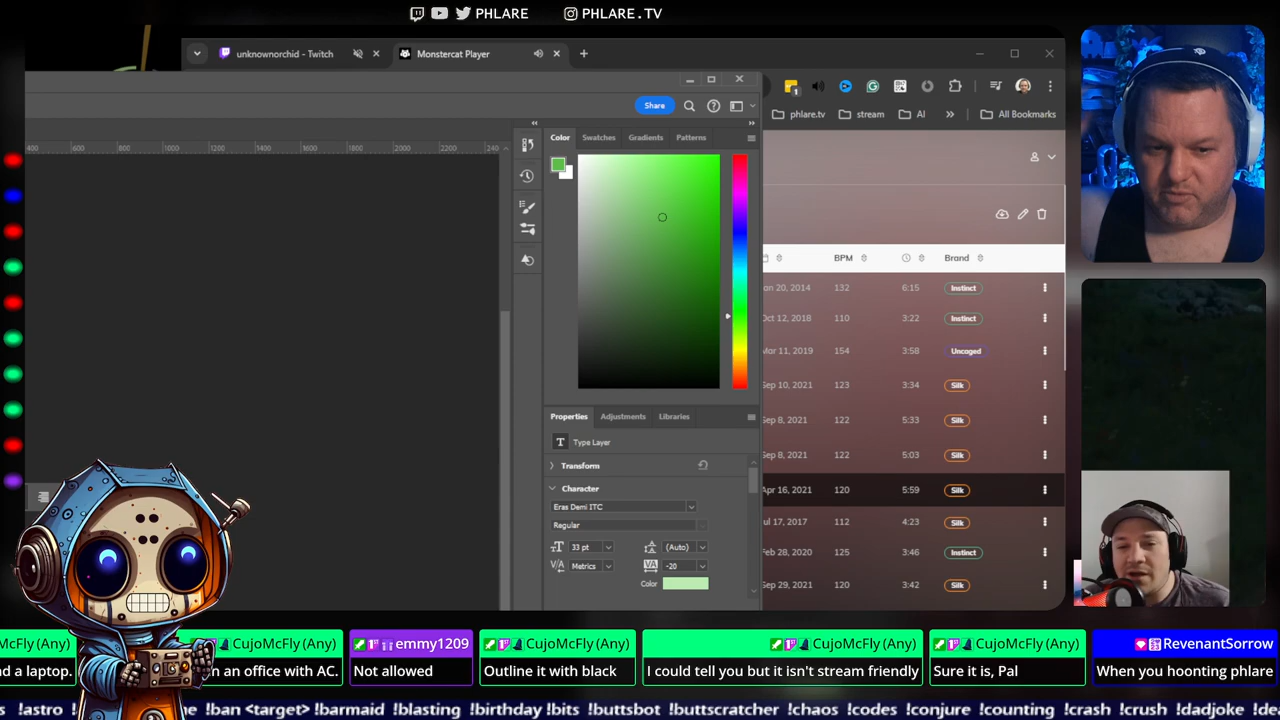 PHLARE
PHLARE.TV
unknownorchid - Twitch
Monstercat Player
Share
1
phlare.tv
stream
AI
All Bookmarks
400
600
800
1000
1200
1400
1600
1800
2000
2200
240
Color
Swatches
Gradients
Patterns
BPM
Brand
an 20, 2014 132 6:15 Instinct
Oct 12, 2018 110 3:22 Instinct
Mar 11, 2019 154 3:58 Uncaged
Sep 10, 2021 123 3:34 Silk
Sep 8, 2021 122 5:33 Silk
Sep 8, 2021 122 5:03 Silk
Apr 16, 2021 120 5:59 Silk
Jul 17, 2017 112 4:23 Silk
Feb 28, 2020 125 3:46 Instinct
Sep 29, 2021 120 3:42 Silk
Properties
Adjustments
Libraries
T Type Layer
Transform
Character
Eras Demi ITC
Regular
33 pt
(Auto)
Metrics
-20
Color
McFly (Any)
nd a laptop.
CujoMcFly (Any)
n an office with AC.
emmy1209
Not allowed
CujoMcFly (Any)
Outline it with black
CujoMcFly (Any)
I could tell you but it isn't stream friendly
CujoMcFly (Any)
Sure it is, Pal
RevenantSorrow
When you hoonting phlare
s !astro !ban <target> !barmaid !blasting !birthday !bits !buttsbot !buttscratcher !chaos !codes !conjure !counting !crash !crush !dadjoke !de